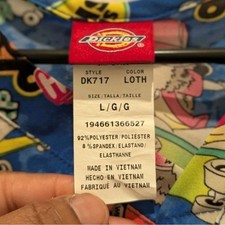 Dickies
STYLE COLOR
DK717 LOTH
SIZE/TALLA/TAILLE
L/G/G
194661366527
92% POLYESTER/POLIÉSTER
8% SPANDEX/ELASTANO/
ELASTHANNE
MADE IN VIETNAM
HECHO EN VIETNAM
FABRIQUÉ AU VIETNAM